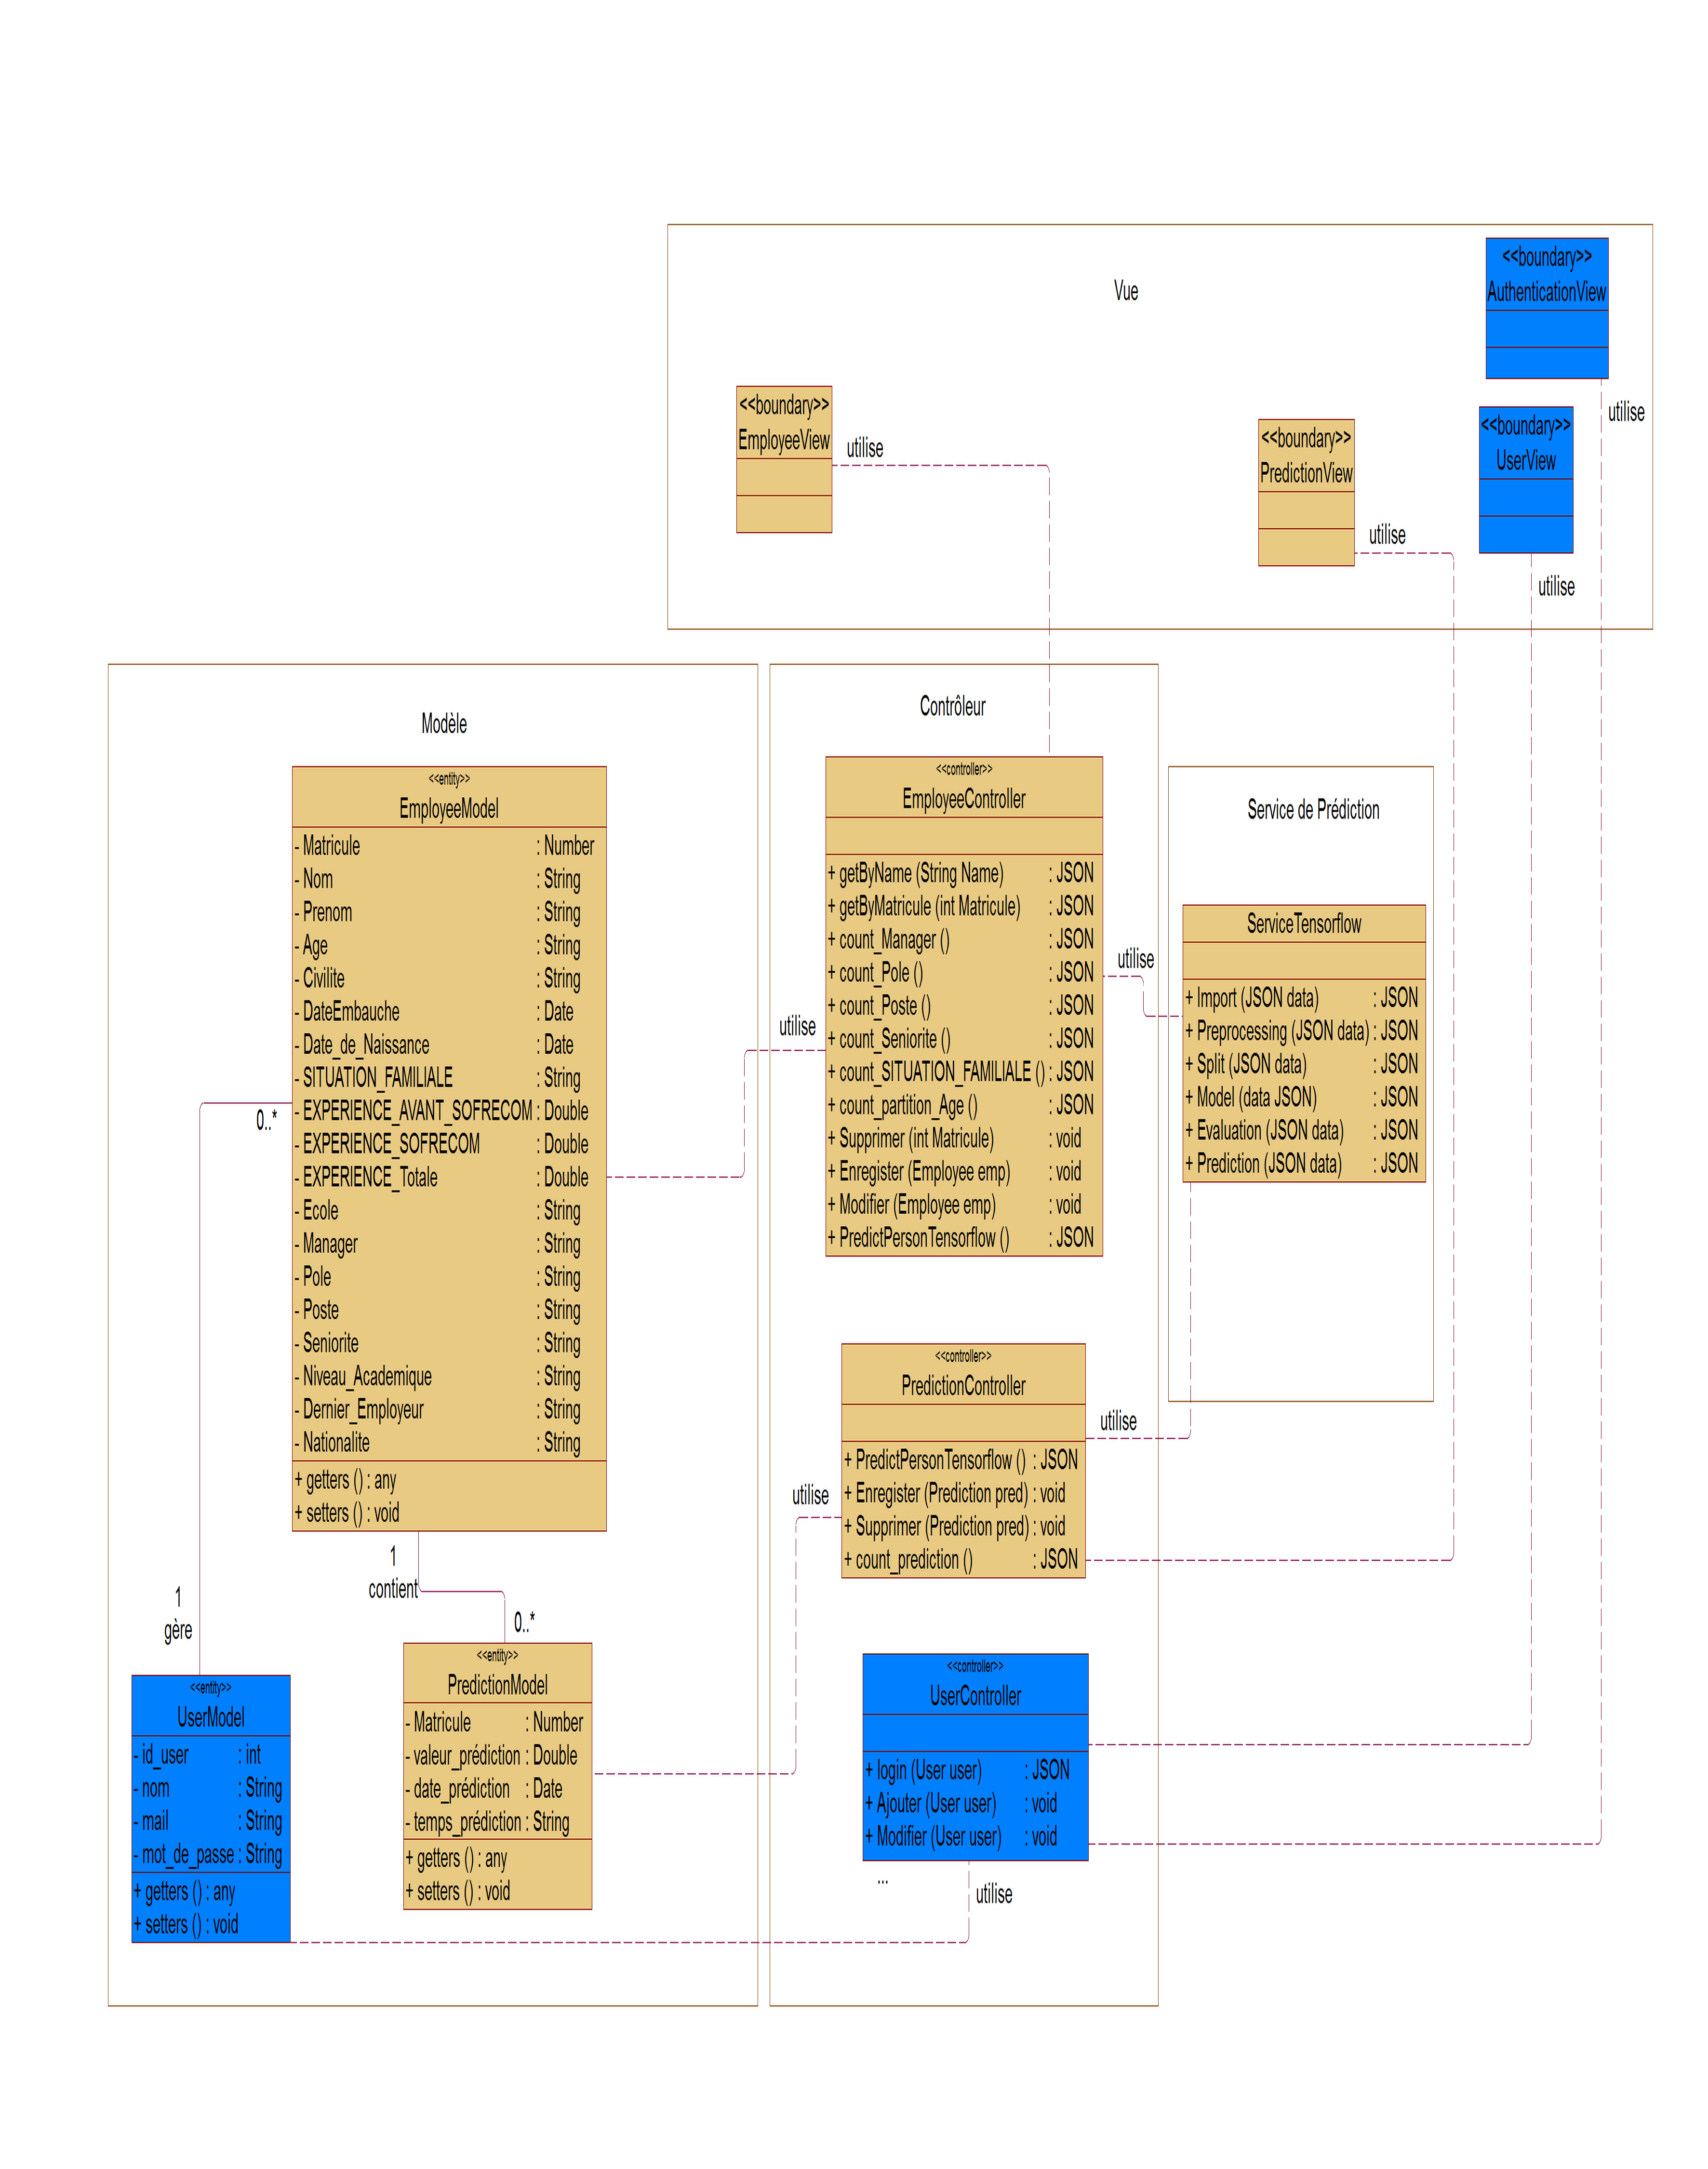 Vue
<<boundary>>
AuthenticationView
utilise
<<boundary>>
EmployeeView
utilise
<<boundary>>
PredictionView
utilise
<<boundary>>
UserView
utilise
Modèle
<<entity>>
EmployeeModel
- Matricule : Number
- Nom : String
- Prenom : String
- Age : String
- Civilite : String
- DateEmbauche : Date
- Date_de_Naissance : Date
- SITUATION_FAMILIALE : String
- EXPERIENCE_AVANT_SOFRECOM : Double
- EXPERIENCE_SOFRECOM : Double
- EXPERIENCE_Totale : Double
- Ecole : String
- Manager : String
- Pole : String
- Poste : String
- Seniorite : String
- Niveau_Academique : String
- Dernier_Employeur : String
- Nationalite : String
+ getters () : any
+ setters () : void
0..*
1
gère
1
contient
0..*
<<entity>>
UserModel
- id_user : int
- nom : String
- mail : String
- mot_de_passe : String
+ getters () : any
+ setters () : void
<<entity>>
PredictionModel
- Matricule : Number
- valeur_prédiction : Double
- date_prédiction : Date
- temps_prédiction : String
+ getters () : any
+ setters () : void
Contrôleur
<<controller>>
EmployeeController
+ getByName (String Name) : JSON
+ getByMatricule (int Matricule) : JSON
+ count_Manager () : JSON
+ count_Pole () : JSON
+ count_Poste () : JSON
+ count_Seniorite () : JSON
+ count_SITUATION_FAMILIALE () : JSON
+ count_partition_Age () : JSON
+ Supprimer (int Matricule) : void
+ Enregister (Employee emp) : void
+ Modifier (Employee emp) : void
+ PredictPersonTensorflow () : JSON
utilise
utilise
<<controller>>
PredictionController
+ PredictPersonTensorflow () : JSON
+ Enregister (Prediction pred) : void
+ Supprimer (Prediction pred) : void
+ count_prediction () : JSON
utilise
utilise
<<controller>>
UserController
+ login (User user) : JSON
+ Ajouter (User user) : void
+ Modifier (User user) : void
...
utilise
Service de Prédiction
ServiceTensorflow
+ Import (JSON data) : JSON
+ Preprocessing (JSON data) : JSON
+ Split (JSON data) : JSON
+ Model (data JSON) : JSON
+ Evaluation (JSON data) : JSON
+ Prediction (JSON data) : JSON